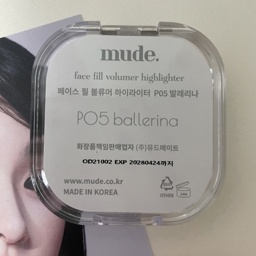 mude.
face fill volumer highlighter
페이스 필 볼류머 하이라이터 P05 발레리나
P05 ballerina
화장품책임판매업자 (주)뮤드메이트
OD21002 EXP 20280424까지
www.mude.co.kr
MADE IN KOREA